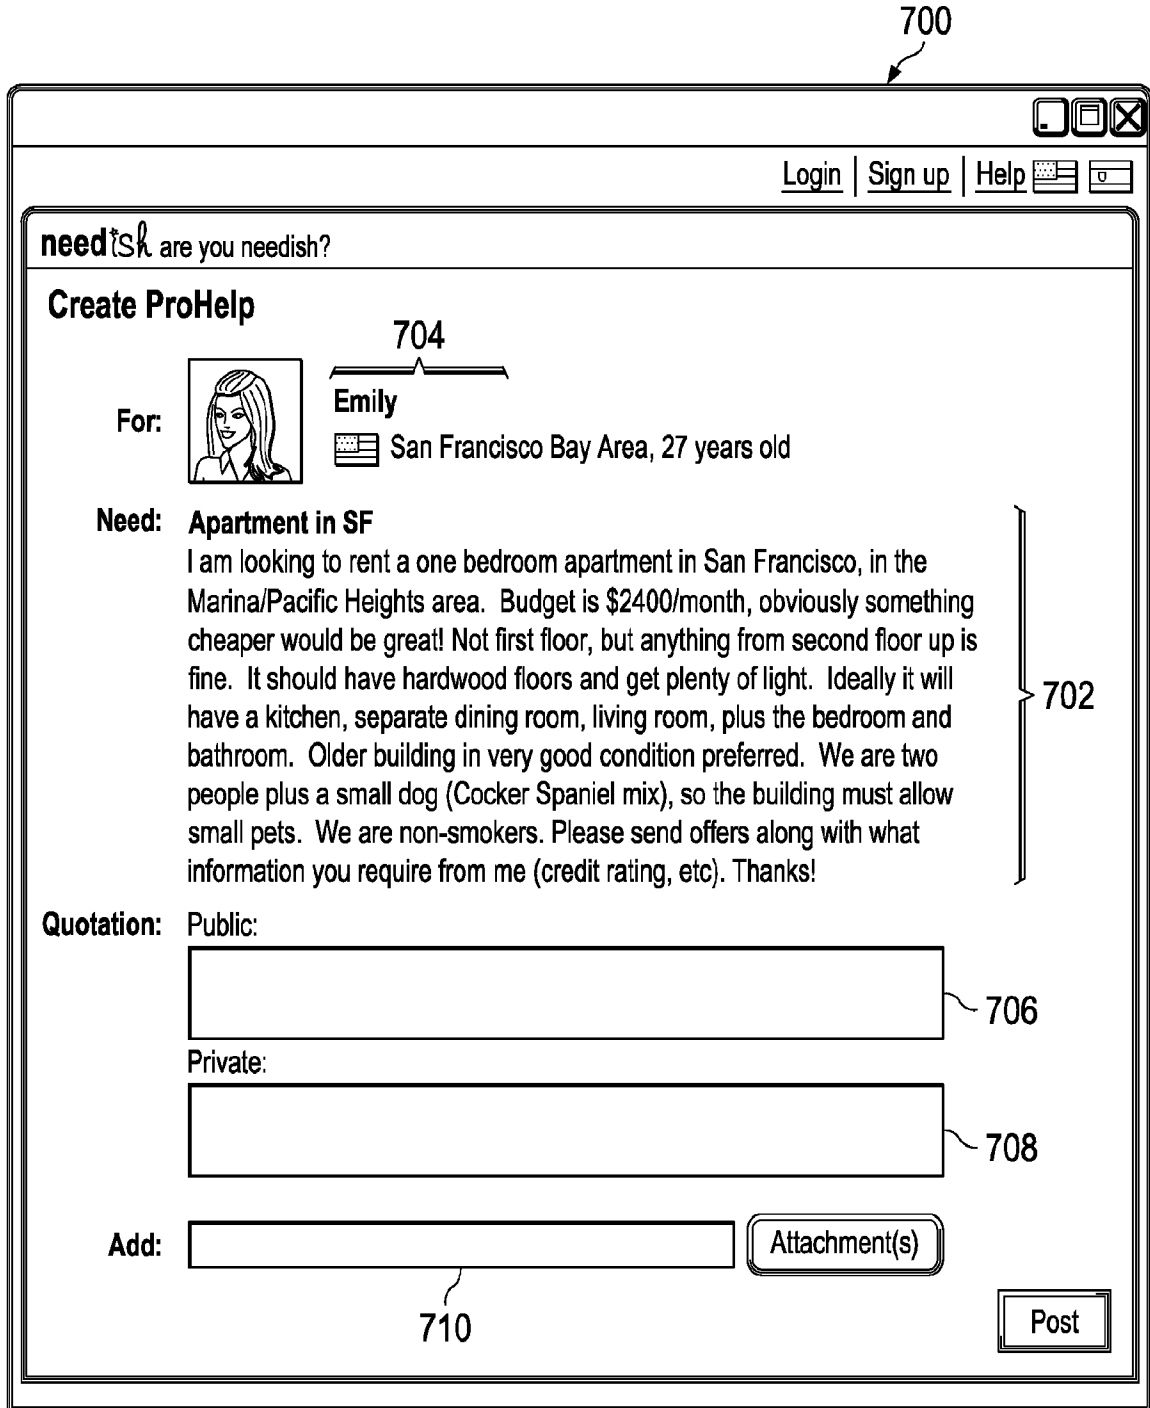 700
Login | Sign up | Help
needish are you needish?
Create ProHelp
704
For:
Emily
San Francisco Bay Area, 27 years old
Need: Apartment in SF
I am looking to rent a one bedroom apartment in San Francisco, in the
Marina/Pacific Heights area. Budget is $2400/month, obviously something
cheaper would be great! Not first floor, but anything from second floor up is
fine. It should have hardwood floors and get plenty of light. Ideally it will
have a kitchen, separate dining room, living room, plus the bedroom and
702
bathroom. Older building in very good condition preferred. We are two
people plus a small dog (Cocker Spaniel mix), so the building must allow
small pets. We are non-smokers. Please send offers along with what
information you require from me (credit rating, etc). Thanks!
Quotation: Public:
706
Private:
708
Add: Attachment(s)
710
Post